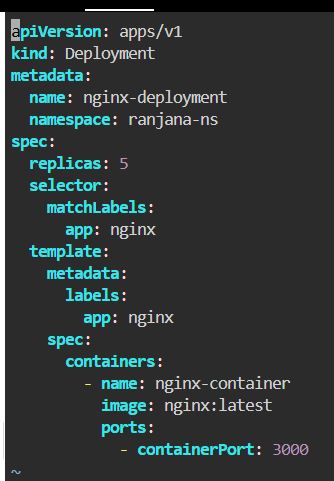 apiVersion: apps/v1
kind: Deployment
metadata:
  name: nginx-deployment
  namespace: ranjana-ns
spec:
  replicas: 5
  selector:
    matchLabels:
      app: nginx
  template:
    metadata:
      labels:
        app: nginx
    spec:
      containers:
        - name: nginx-container
          image: nginx:latest
          ports:
            - containerPort: 3000
~